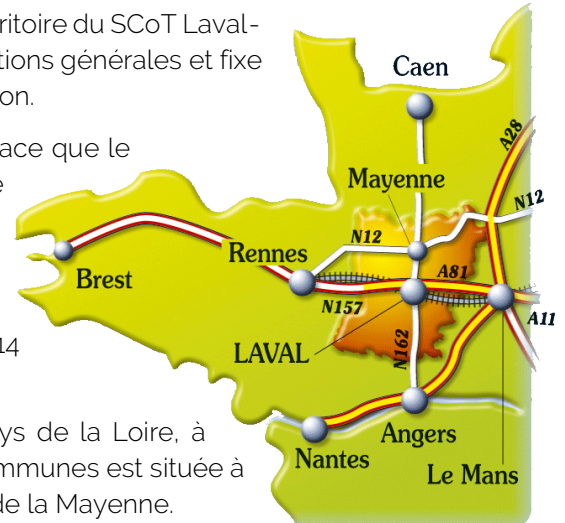 ritoire du SCoT Laval-
tions générales et fixe
on.
ace que le
e
14
ys de la Loire, à
mmunes est située à
de la Mayenne.
Caen
A28
Mayenne
N12
N12
Rennes
A81
Brest
N157
A11
LAVAL
N162
Angers
Nantes
Le Mans